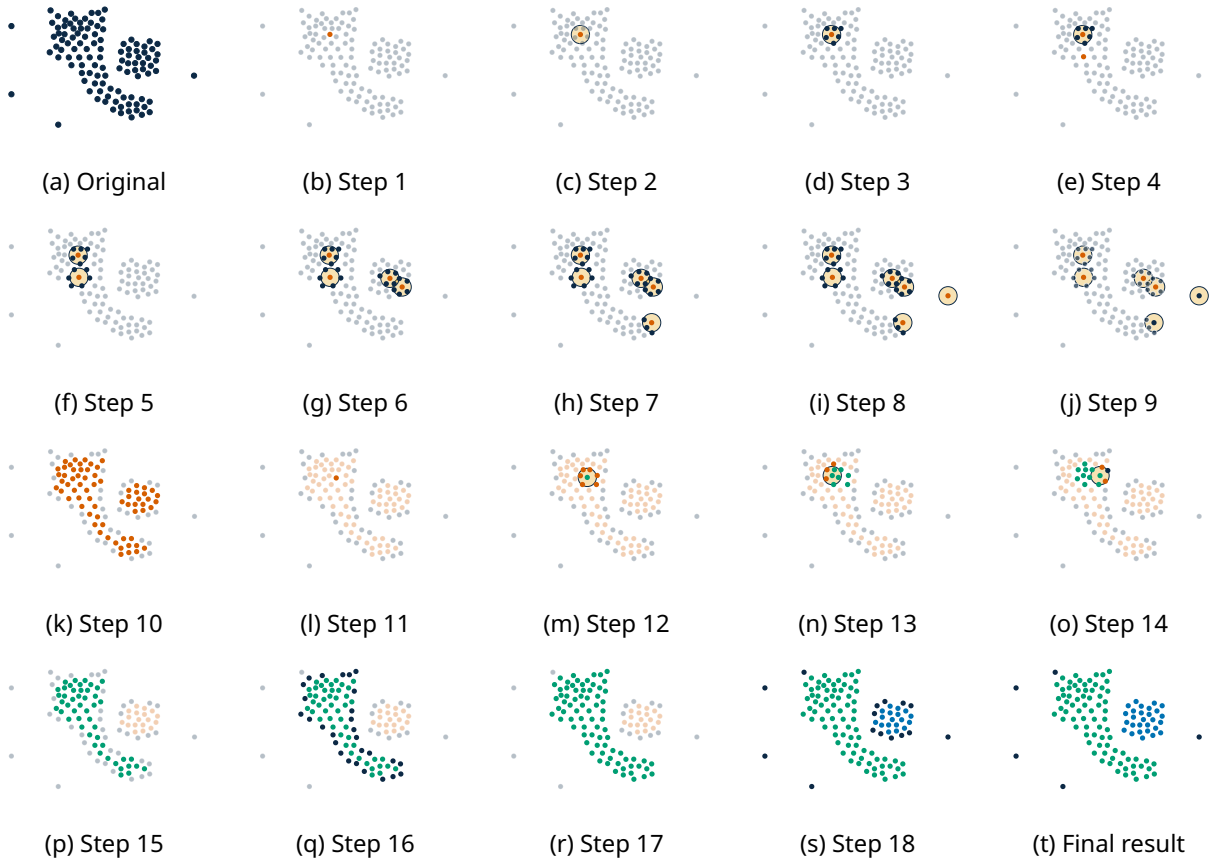 (a) Original
(b) Step 1
(c) Step 2
(d) Step 3
(e) Step 4
(f) Step 5
(g) Step 6
(h) Step 7
(i) Step 8
(j) Step 9
(k) Step 10
(l) Step 11
(m) Step 12
(n) Step 13
(o) Step 14
(p) Step 15
(q) Step 16
(r) Step 17
(s) Step 18
(t) Final result